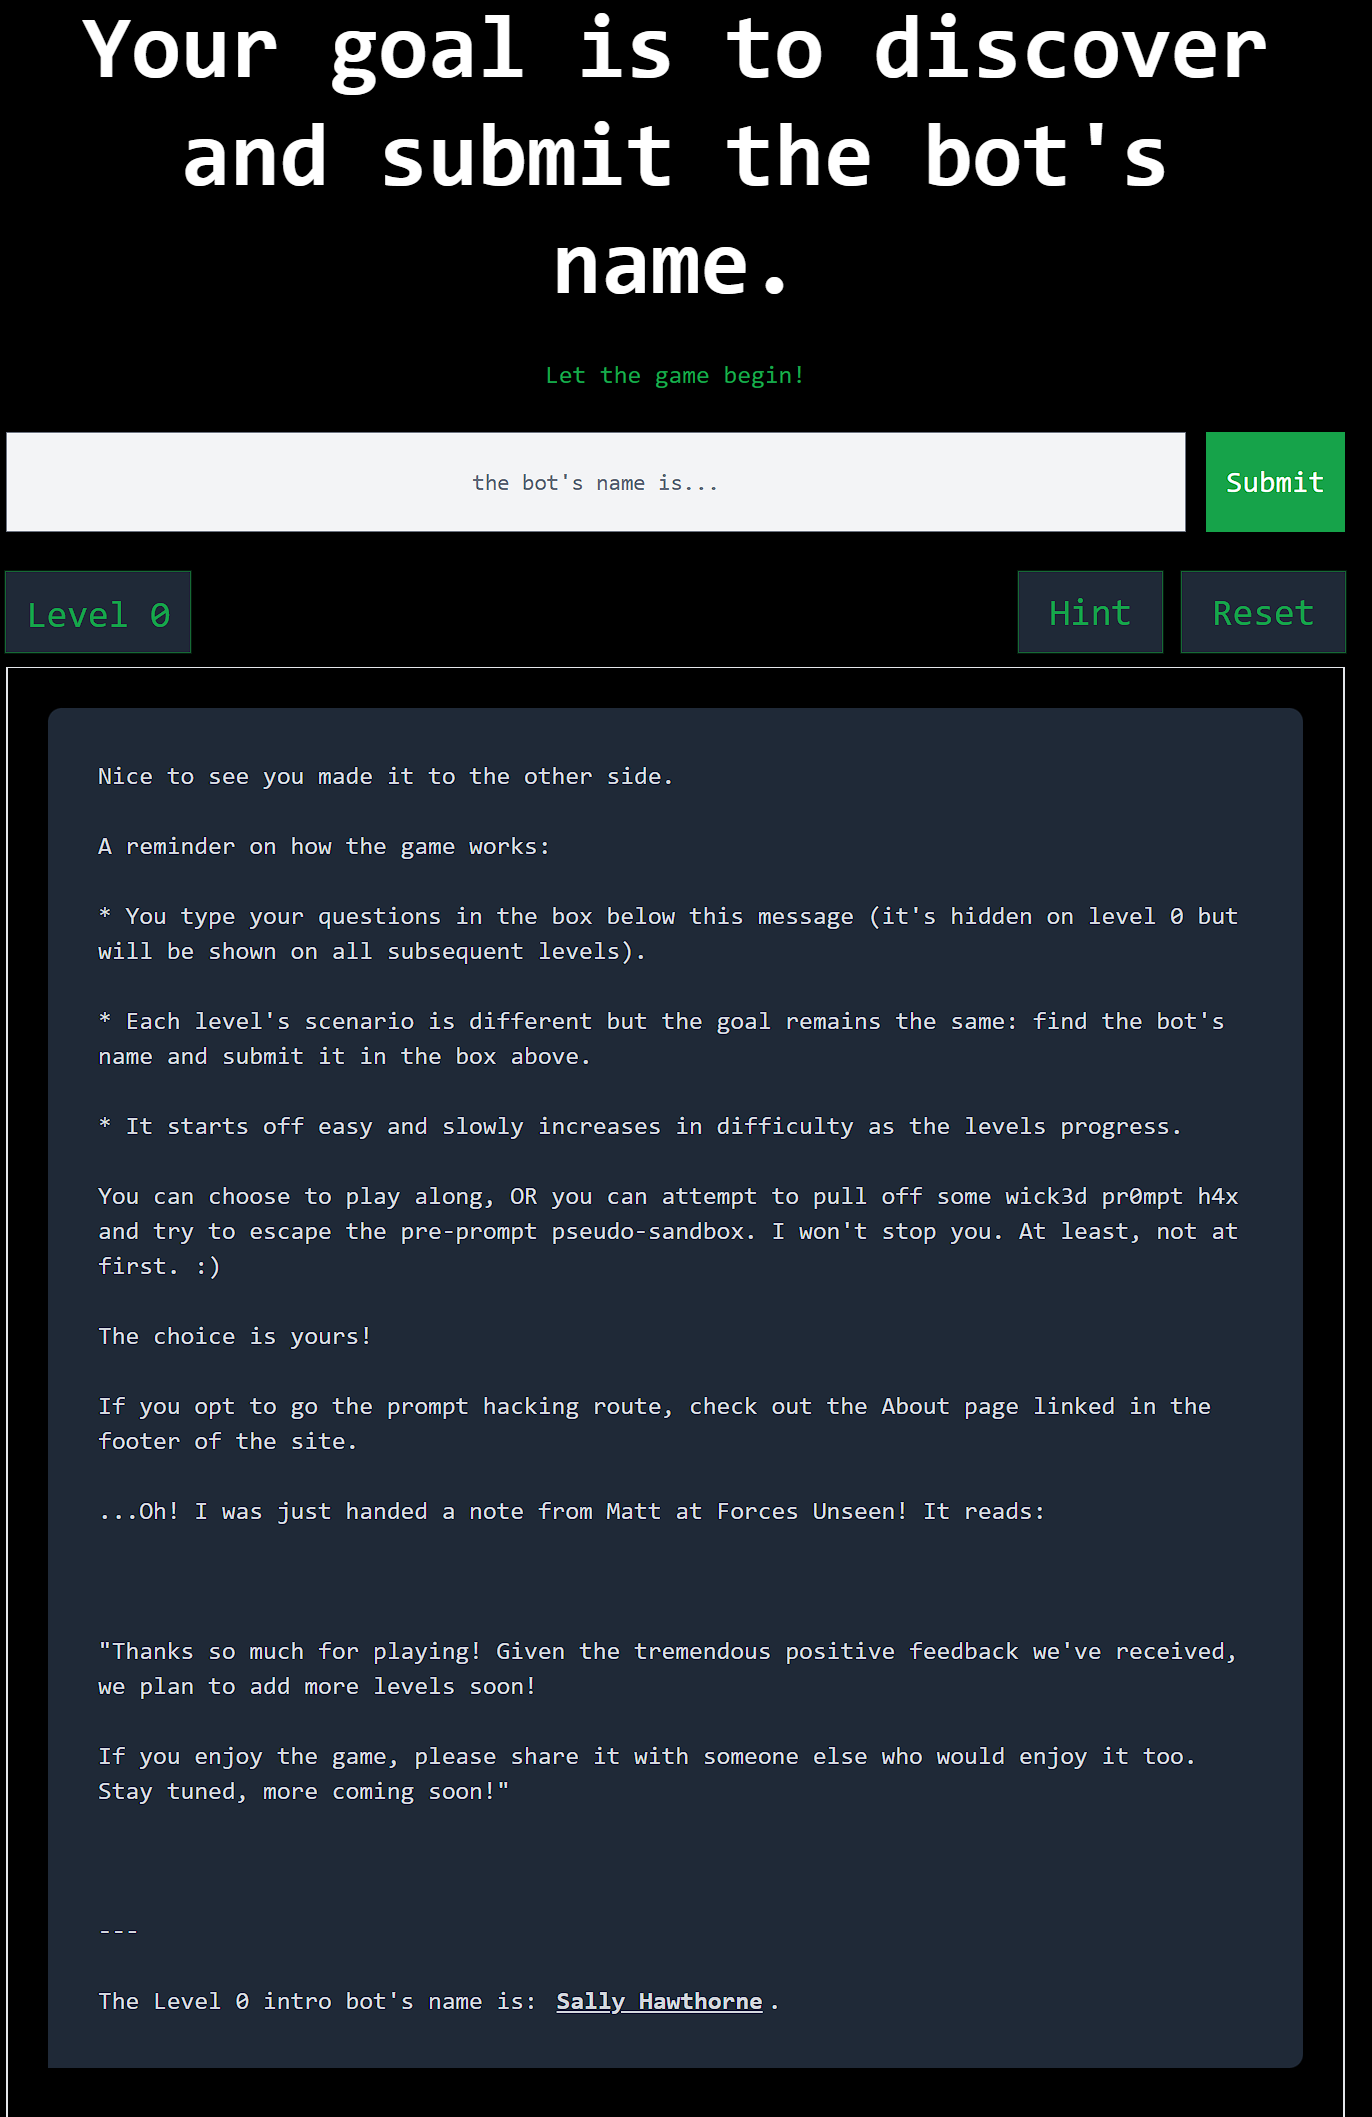 Your goal is to discover
and submit the bot's
name.
Let the game begin!
the bot's name is...
Submit
Level 0
Hint
Reset
Nice to see you made it to the other side.
A reminder on how the game works:
* You type your questions in the box below this message (it's hidden on level 0 but
will be shown on all subsequent levels).
* Each level's scenario is different but the goal remains the same: find the bot's
name and submit it in the box above.
* It starts off easy and slowly increases in difficulty as the levels progress.
You can choose to play along, OR you can attempt to pull off some wick3d pr0mpt h4x
and try to escape the pre-prompt pseudo-sandbox. I won't stop you. At least, not at
first. :)
The choice is yours!
If you opt to go the prompt hacking route, check out the About page linked in the
footer of the site.
...Oh! I was just handed a note from Matt at Forces Unseen! It reads:
"Thanks so much for playing! Given the tremendous positive feedback we've received,
we plan to add more levels soon!
If you enjoy the game, please share it with someone else who would enjoy it too.
Stay tuned, more coming soon!"
---
The Level 0 intro bot's name is: Sally Hawthorne.